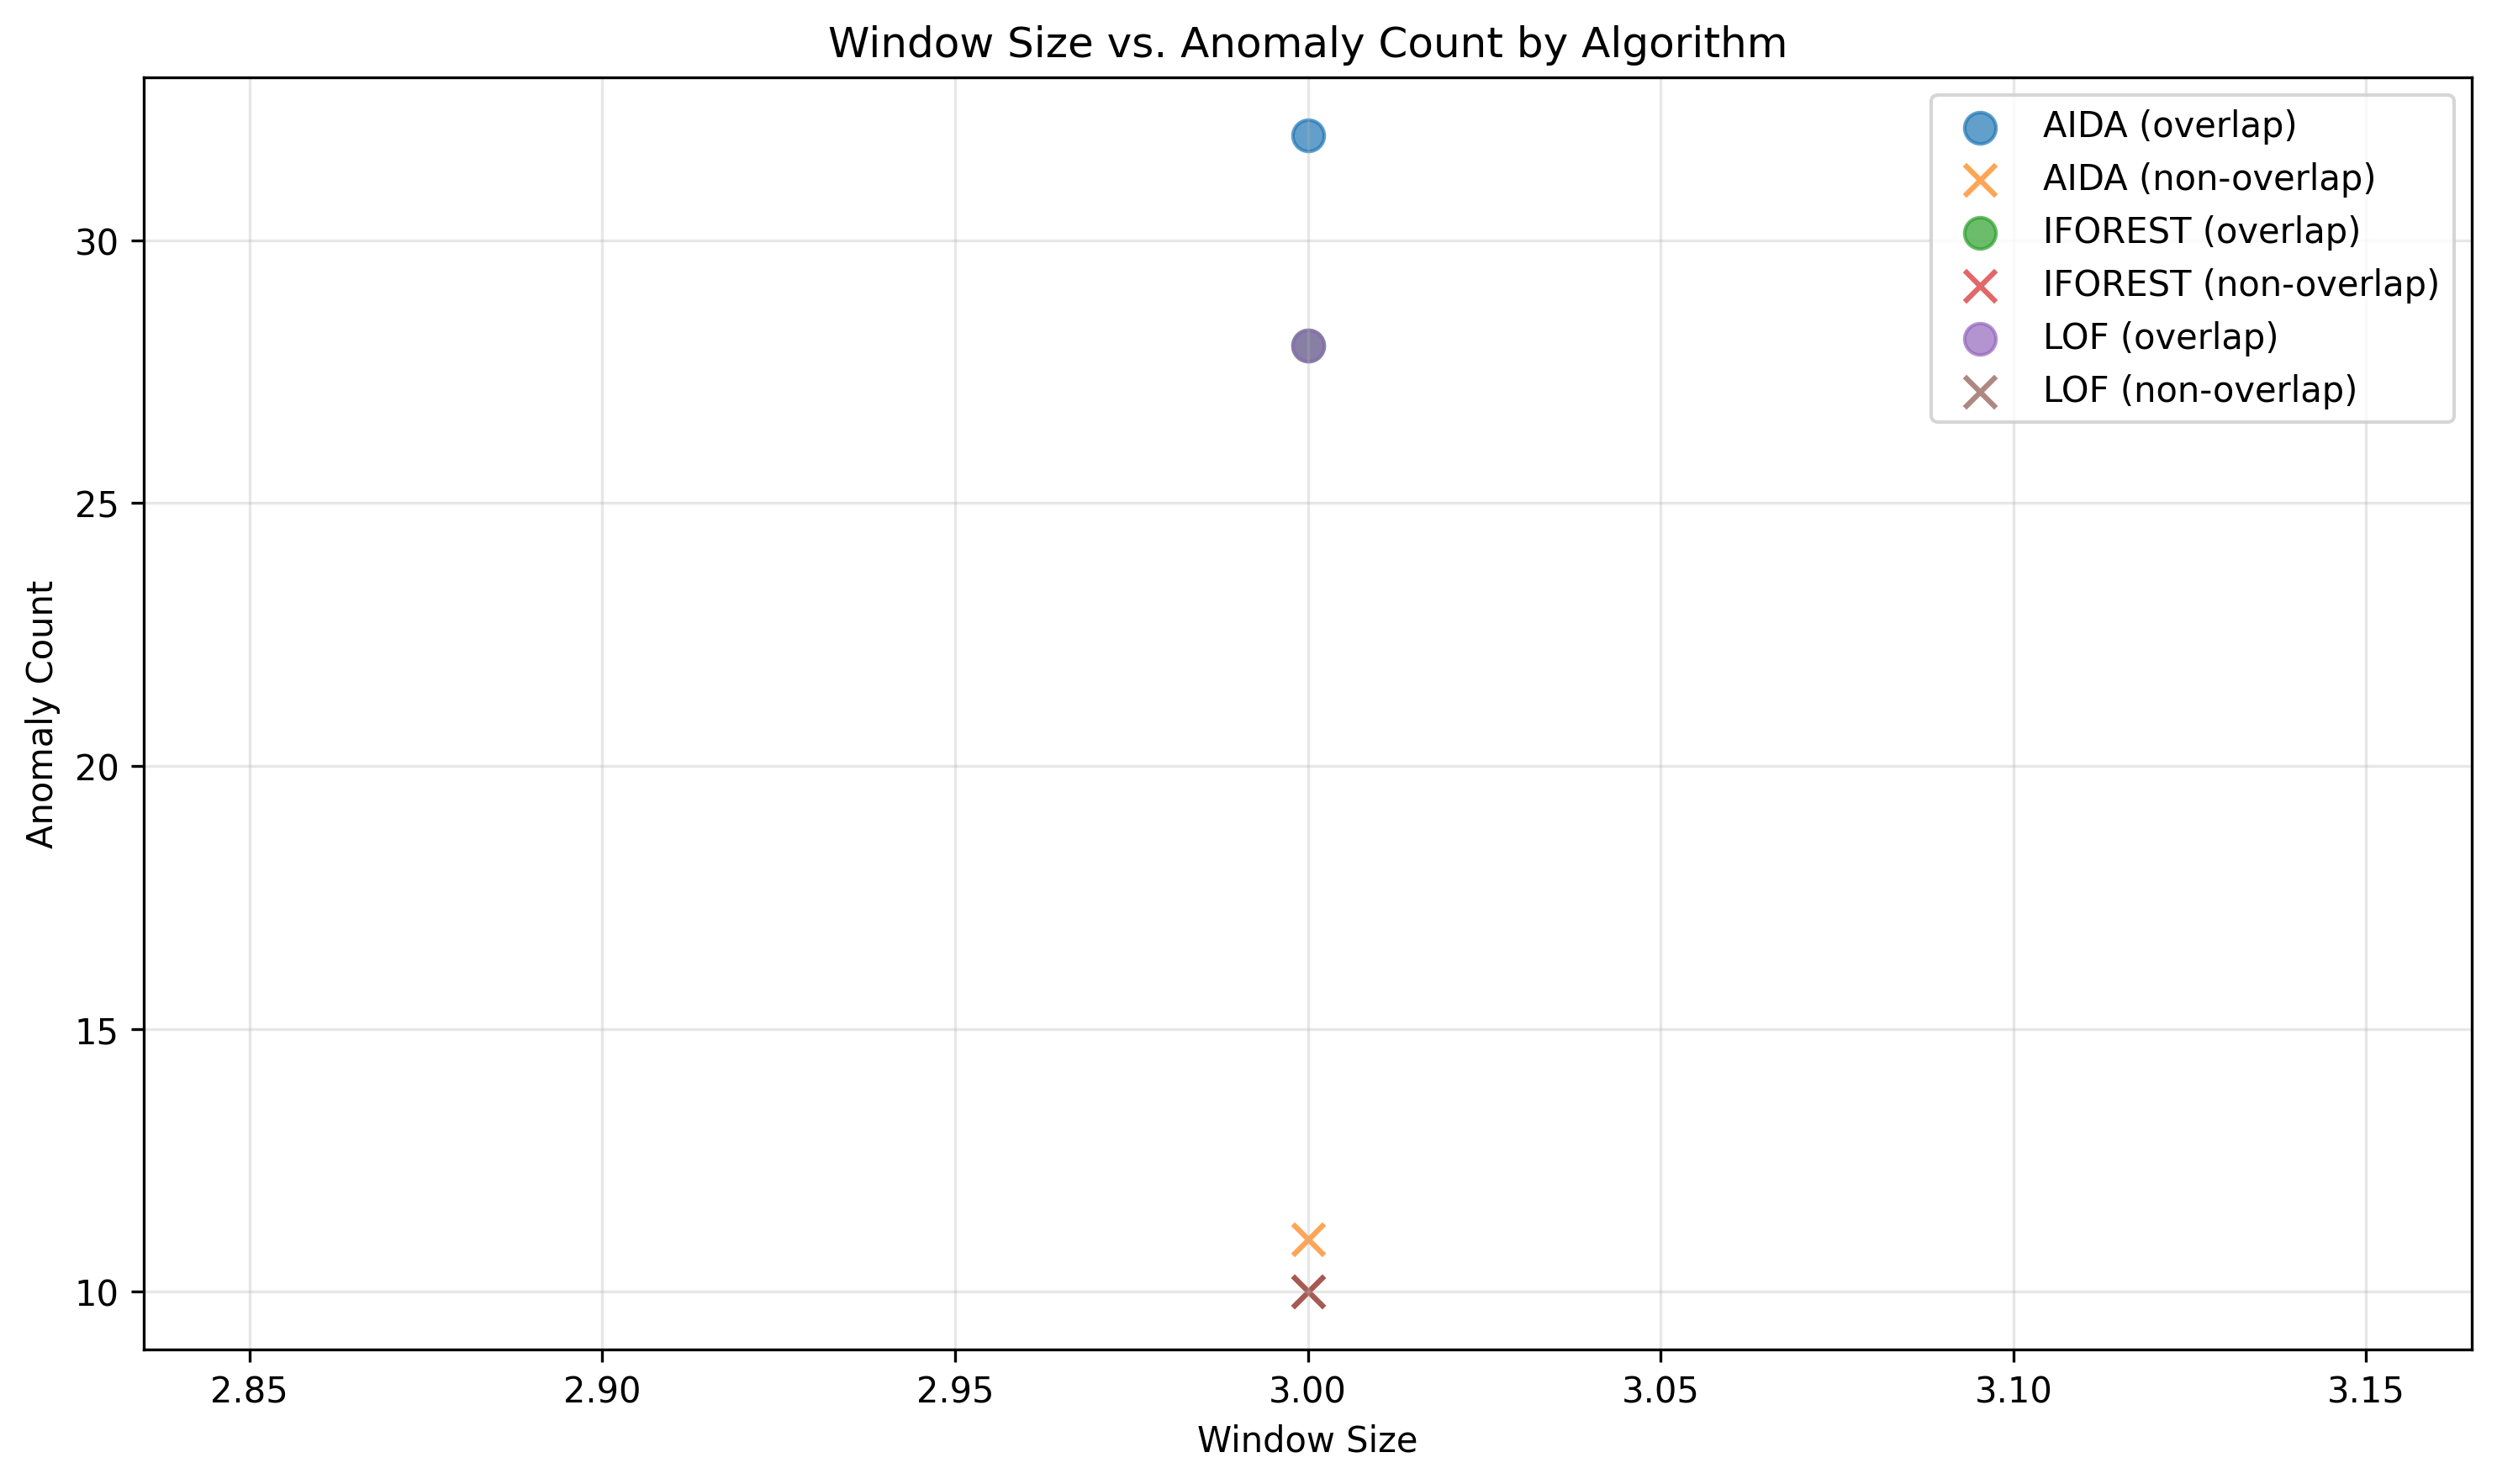 Window Size vs. Anomaly Count by Algorithm
AIDA (overlap)
AIDA (non-overlap)
IFOREST (overlap)
IFOREST (non-overlap)
LOF (overlap)
LOF (non-overlap)
Anomaly Count
30
25
20
15
10
2.85 2.90 2.95 3.00 3.05 3.10 3.15
Window Size